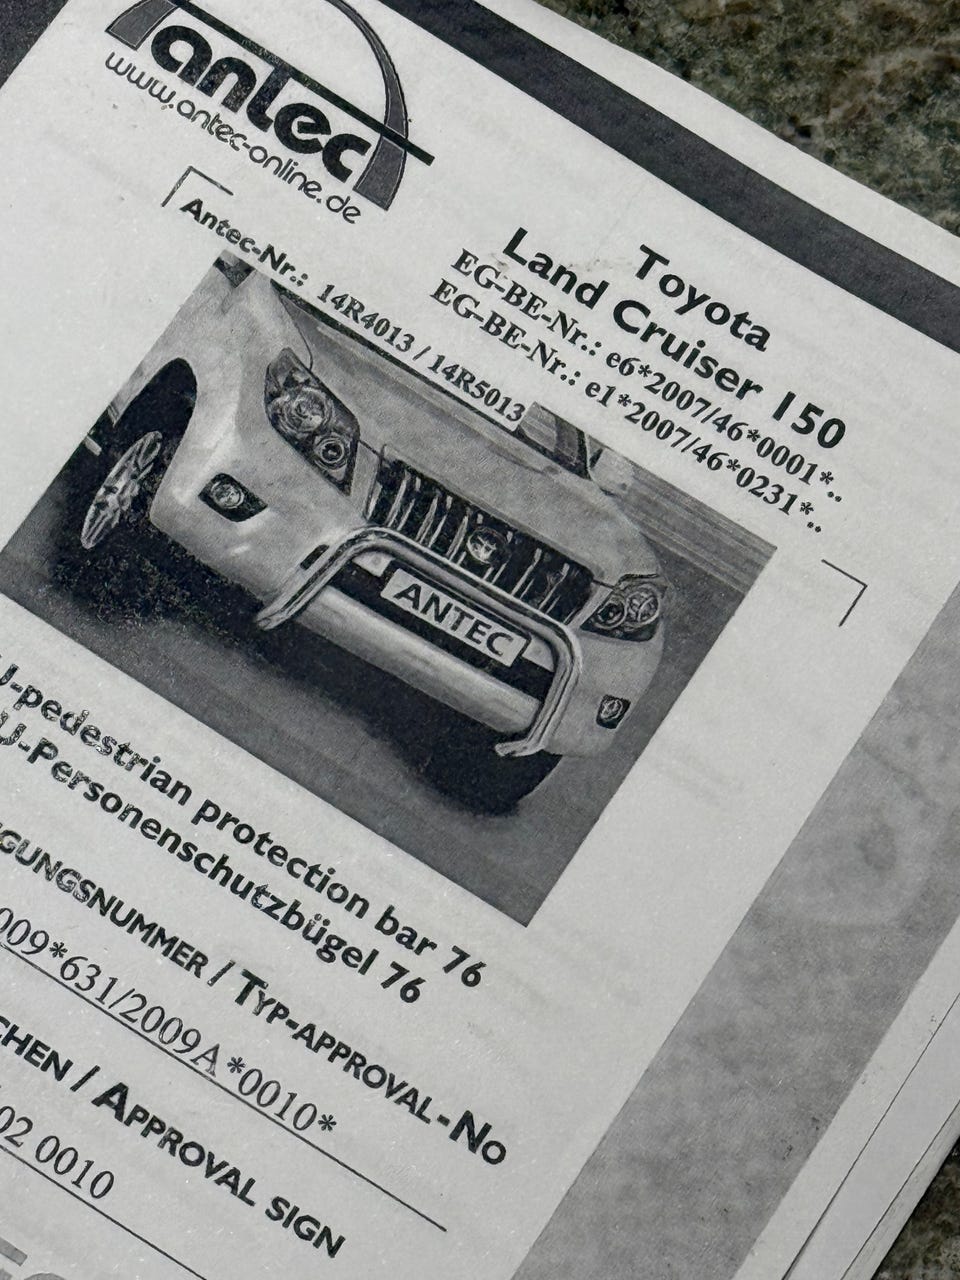 antec
www.antec-online.de
Toyota
Land Cruiser 150
EG-BE-Nr.: e6*2007/46*0001*..
EG-BE-Nr.: e1*2007/46*0231*..
Antec-Nr.: 14R4013 / 14R5013
ANTEC
U-pedestrian protection bar 76
U-Personenschutzbügel 76
GUNGSNUMMER / TYP-APPROVAL-NO
009*631/2009A*0010*
CHEN / APPROVAL SIGN
02 0010